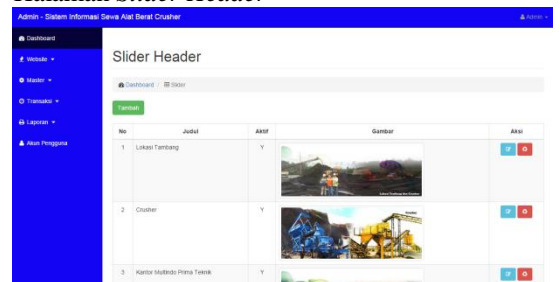 Halaman Slider Header
Admin - Sistem Informasi Sewa Alat Berat Crusher
Admin
Dashboard
Website
Master
Transaksi
Laporan
Akun Pengguna
Slider Header
Dashboard / Slider
Tambah
No Judul Aktif Gambar Aksi
1 Lokasi Tambang Y
2 Crusher Y
3 Kantor Multindo Prima Teknik Y